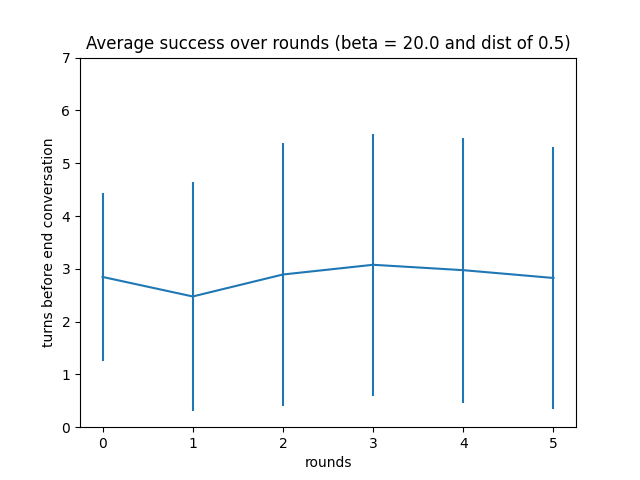 Average success over rounds (beta = 20.0 and dist of 0.5)
turns before end conversation
7
6
5
4
3
2
1
0
0 1 2 3 4 5
rounds